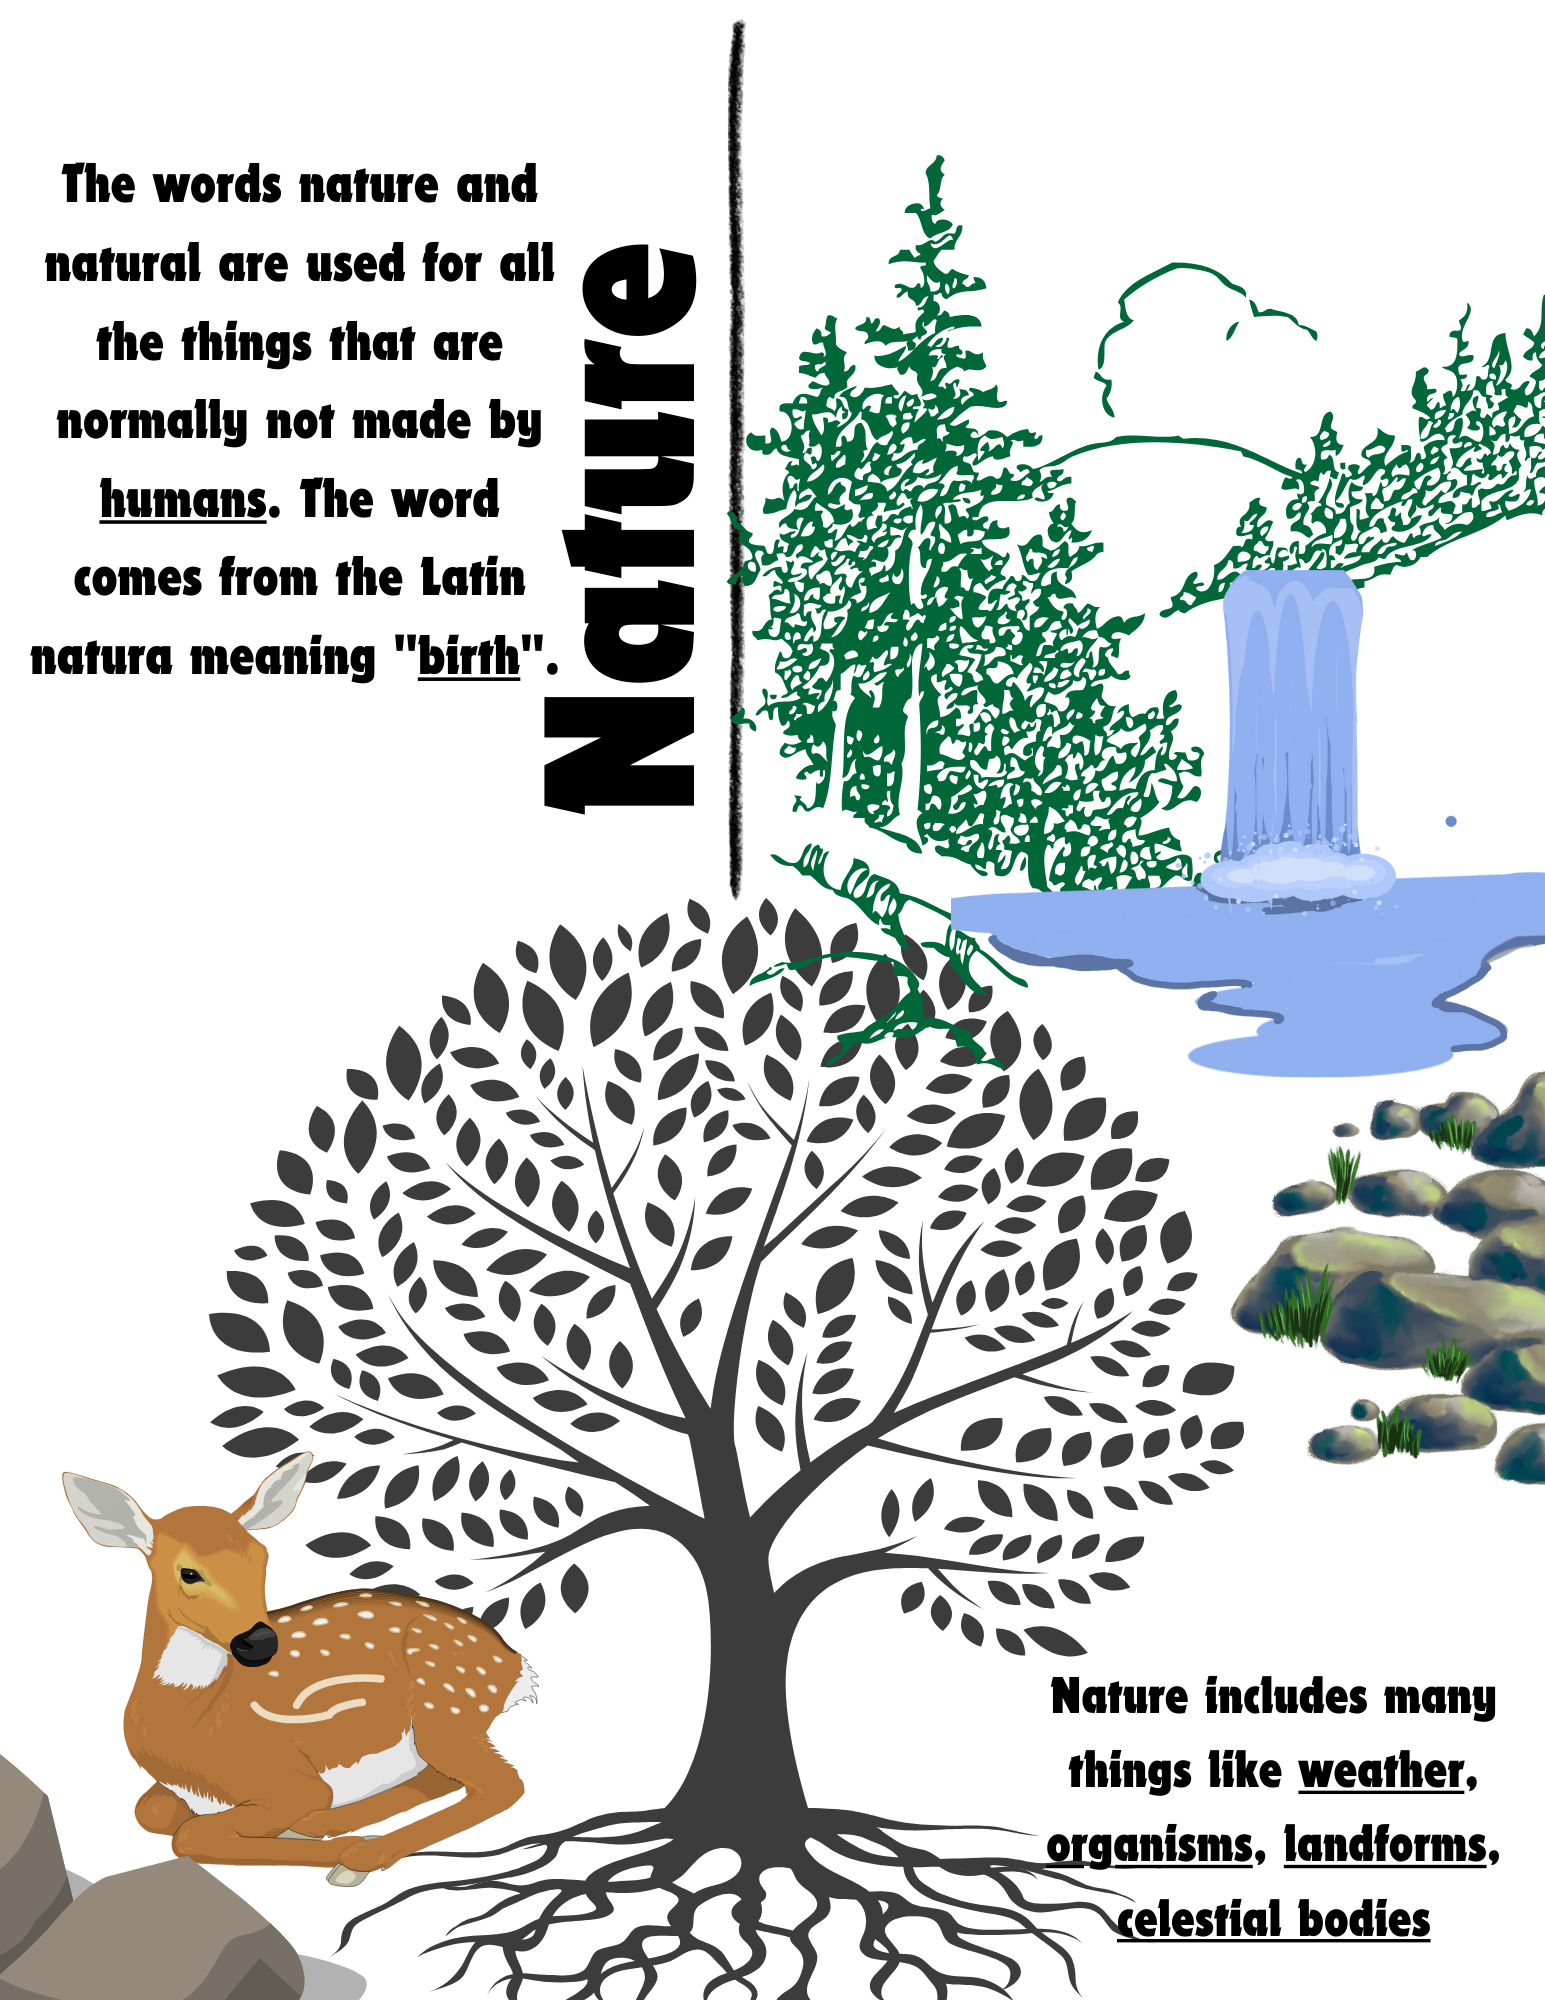 The words nature and
natural are used for all
the things that are
normally not made by
humans. The word
comes from the Latin
natura meaning "birth".
Nature
Nature includes many
things like weather,
organisms, landforms,
celestial bodies